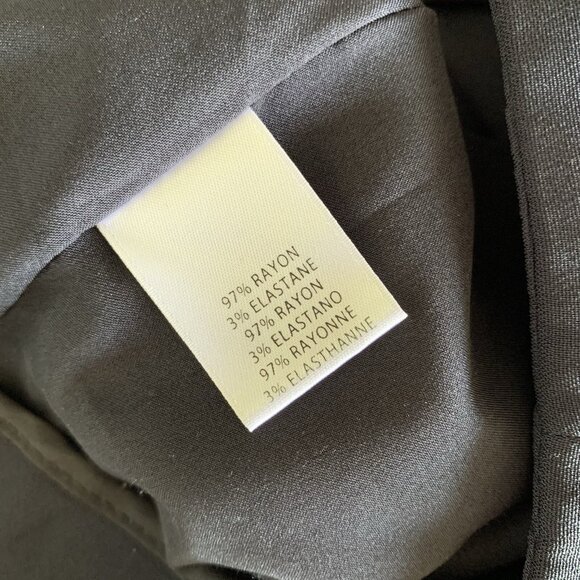 97% RAYON
3% ELASTANE
97% RAYON
3% ELASTANO
97% RAYONNE
3% ELASTHANNE